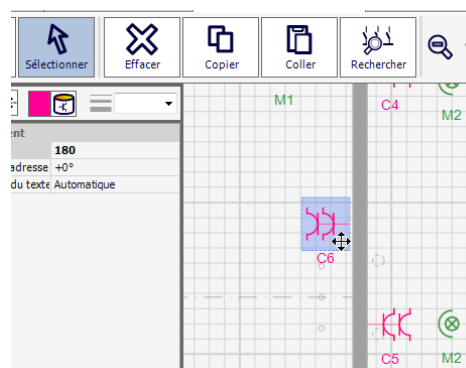 Sélectionner
Effacer
Copier
Coller
Rechercher
ent
180
adresse +0°
du texte Automatique
M1
C4
M2
C6
C5
M2